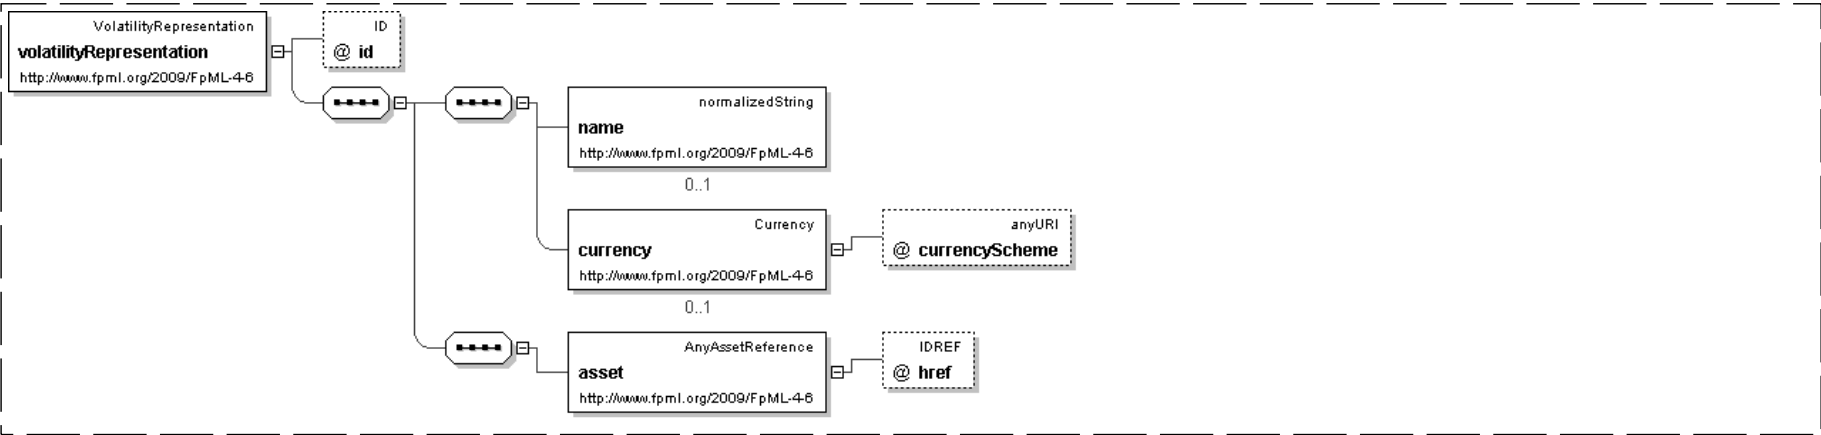 VolatilityRepresentation
volatilityRepresentation
http://www.fpml.org/2009/FpML-4-6
ID
@ id
normalizedString
name
http://www.fpml.org/2009/FpML-4-6
0..1
Currency
currency
http://www.fpml.org/2009/FpML-4-6
0..1
anyURI
@ currencyScheme
AnyAssetReference
asset
http://www.fpml.org/2009/FpML-4-6
IDREF
@ href